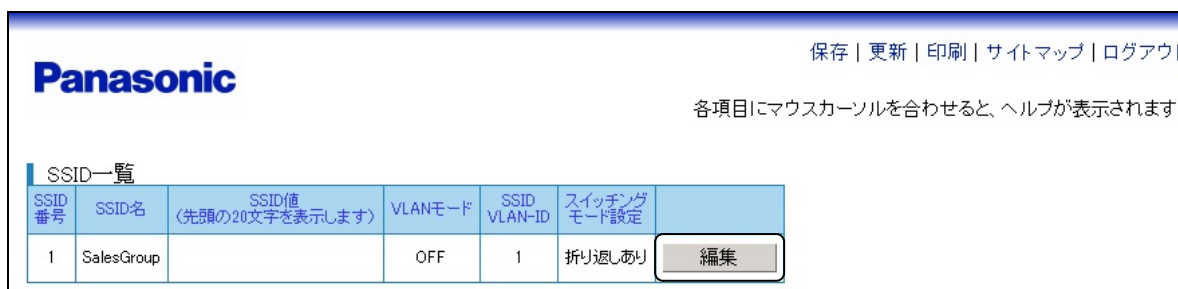 保存 | 更新 | 印刷 | サイトマップ | ログアウ
Panasonic
各項目にマウスカーソルを合わせると、ヘルプが表示されます
SSID一覧
SSID番号 SSID名 SSID値(先頭の20文字を表示します) VLANモード SSID VLAN-ID スイッチングモード設定
1 SalesGroup OFF 1 折り返しあり 編集